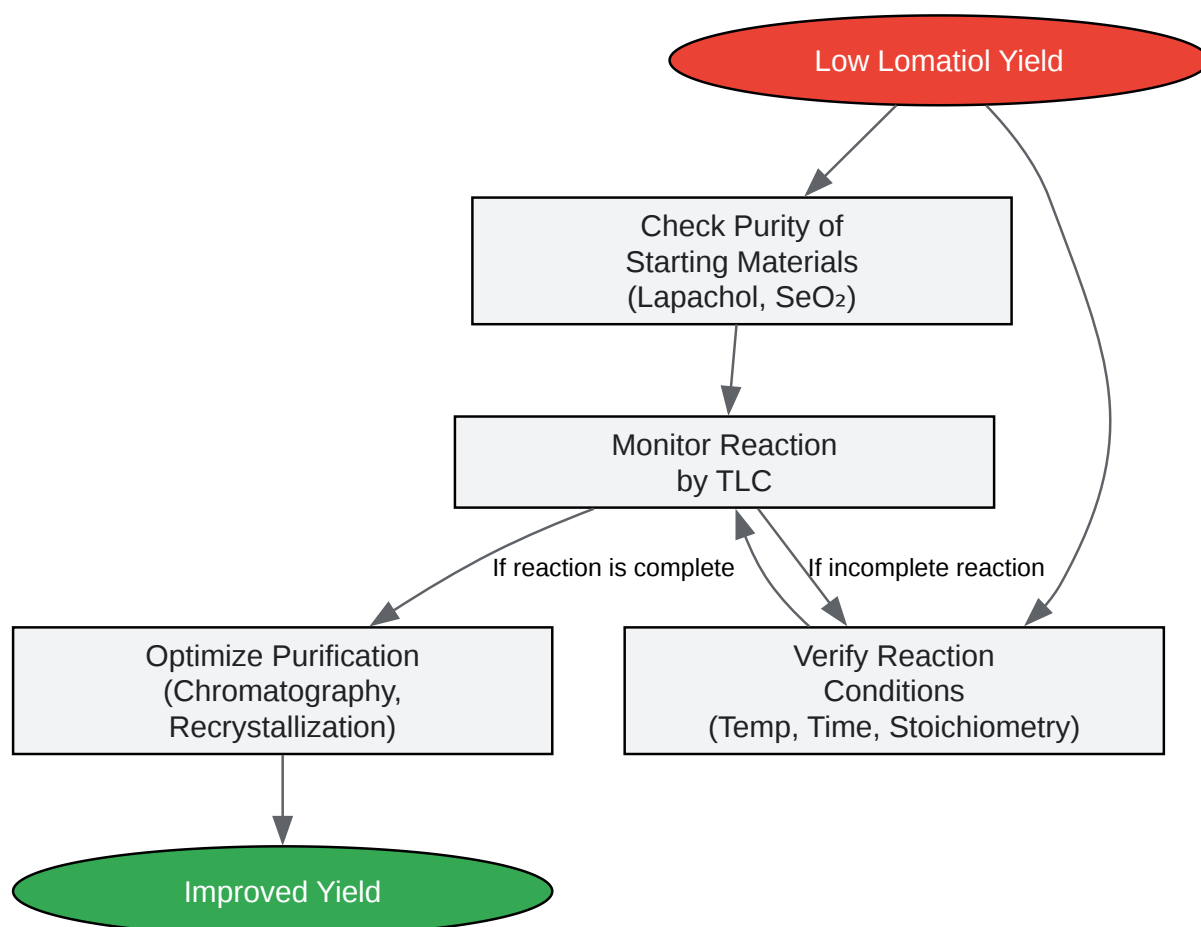 Low Lomatiol Yield
Check Purity of
Starting Materials
(Lapachol, SeO₂)
Monitor Reaction
by TLC
If reaction is complete
If incomplete reaction
Optimize Purification
(Chromatography,
Recrystallization)
Verify Reaction
Conditions
(Temp, Time, Stoichiometry)
Improved Yield